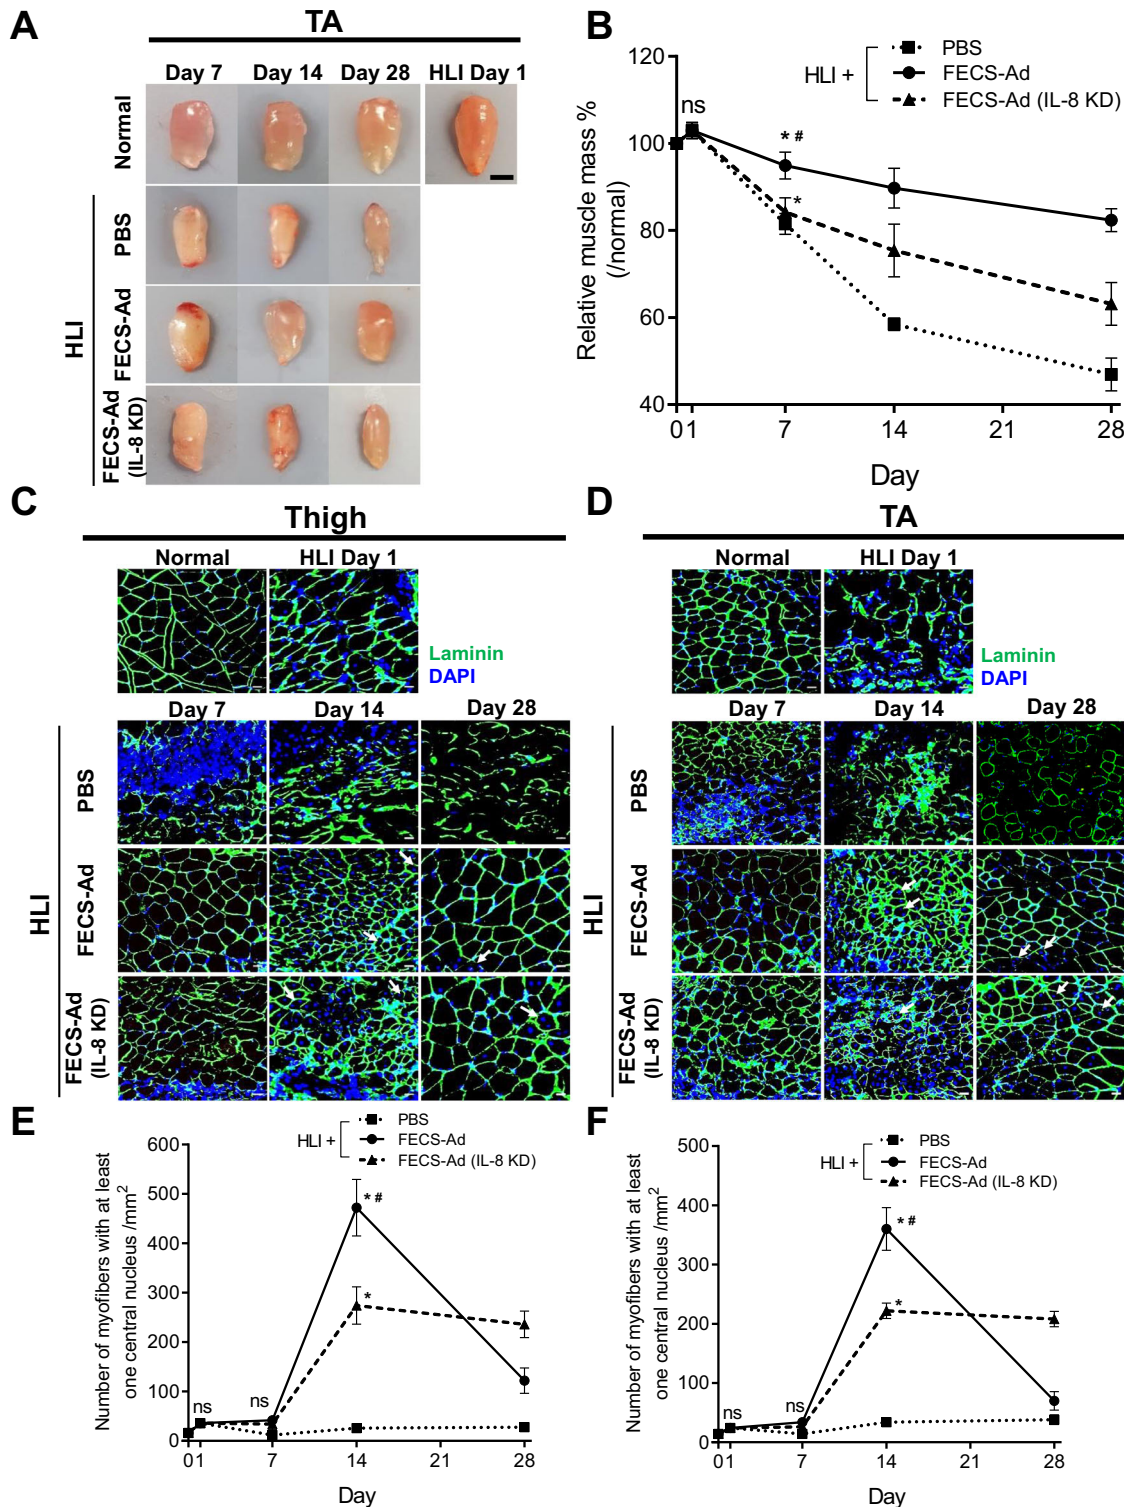 A
TA
Day 7
Day 14
Day 28
HLI Day 1
Normal
HLI
PBS
FECS-Ad
FECS-Ad
(IL-8 KD)
B
HLI +
PBS
FECS-Ad
FECS-Ad (IL-8 KD)
Relative muscle mass %
(/normal)
120
100
80
60
40
ns
* #
*
0 1 7 14 21 28
Day
C
Thigh
Normal
HLI Day 1
Laminin
DAPI
Day 7
Day 14
Day 28
HLI
PBS
FECS-Ad
FECS-Ad
(IL-8 KD)
D
TA
Normal
HLI Day 1
Laminin
DAPI
Day 7
Day 14
Day 28
HLI
PBS
FECS-Ad
FECS-Ad
(IL-8 KD)
E
HLI +
PBS
FECS-Ad
FECS-Ad (IL-8 KD)
Number of myofibers with at least
one central nucleus /mm²
600
500
400
300
200
100
0
ns
ns
* #
*
0 1 7 14 21 28
Day
F
HLI +
PBS
FECS-Ad
FECS-Ad (IL-8 KD)
Number of myofibers with at least
one central nucleus /mm²
500
400
300
200
100
0
ns
ns
* #
*
0 1 7 14 21 28
Day